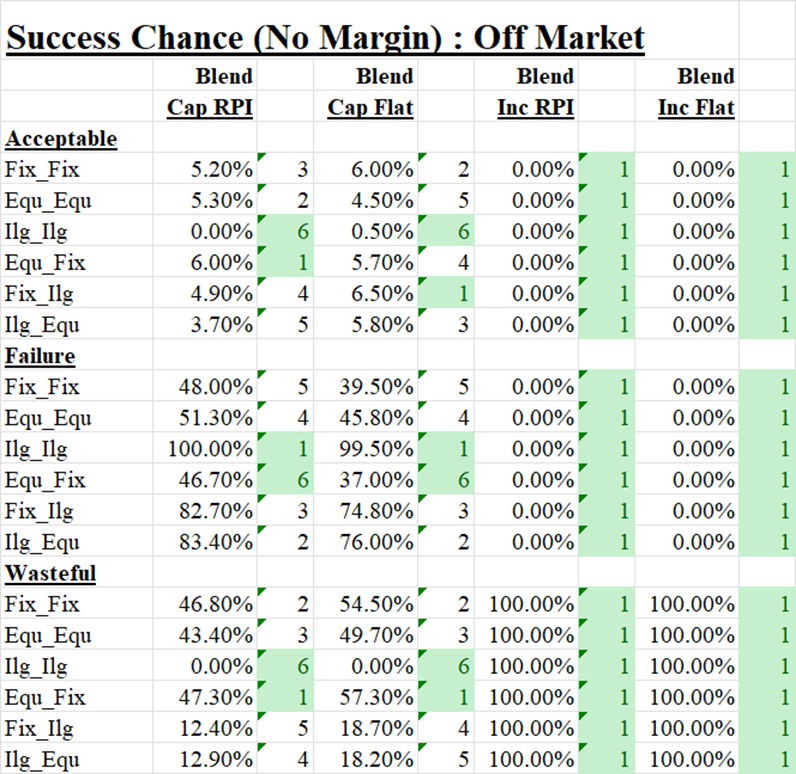 Success Chance (No Margin) : Off Market
Blend Blend Blend Blend
Cap RPI Cap Flat Inc RPI Inc Flat
Acceptable
Fix_Fix 5.20% 3 6.00% 2 0.00% 1 0.00% 1
Equ_Equ 5.30% 2 4.50% 5 0.00% 1 0.00% 1
Ilg_Ilg 0.00% 6 0.50% 6 0.00% 1 0.00% 1
Equ_Fix 6.00% 1 5.70% 4 0.00% 1 0.00% 1
Fix_Ilg 4.90% 4 6.50% 1 0.00% 1 0.00% 1
Ilg_Equ 3.70% 5 5.80% 3 0.00% 1 0.00% 1
Failure
Fix_Fix 48.00% 5 39.50% 5 0.00% 1 0.00% 1
Equ_Equ 51.30% 4 45.80% 4 0.00% 1 0.00% 1
Ilg_Ilg 100.00% 1 99.50% 1 0.00% 1 0.00% 1
Equ_Fix 46.70% 6 37.00% 6 0.00% 1 0.00% 1
Fix_Ilg 82.70% 3 74.80% 3 0.00% 1 0.00% 1
Ilg_Equ 83.40% 2 76.00% 2 0.00% 1 0.00% 1
Wasteful
Fix_Fix 46.80% 2 54.50% 2 100.00% 1 100.00% 1
Equ_Equ 43.40% 3 49.70% 3 100.00% 1 100.00% 1
Ilg_Ilg 0.00% 6 0.00% 6 100.00% 1 100.00% 1
Equ_Fix 47.30% 1 57.30% 1 100.00% 1 100.00% 1
Fix_Ilg 12.40% 5 18.70% 4 100.00% 1 100.00% 1
Ilg_Equ 12.90% 4 18.20% 5 100.00% 1 100.00% 1